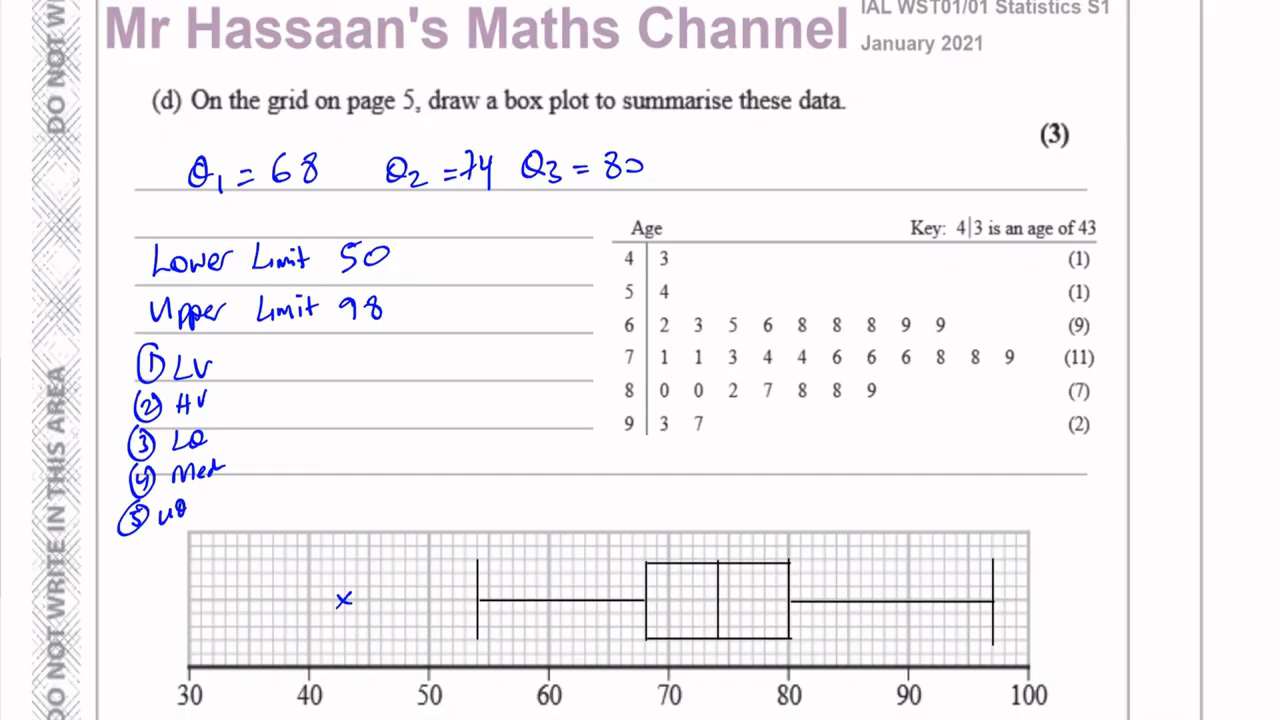 Mr Hassaan's Maths Channel
IAL WST01/01 Statistics S1
January 2021
(d) On the grid on page 5, draw a box plot to summarise these data.
(3)
Q1 = 68 Q2 = 74 Q3 = 80
Age Key: 4|3 is an age of 43
4 3 (1)
5 4 (1)
6 2 3 5 6 8 8 8 9 9 (9)
7 1 1 3 4 4 6 6 6 8 8 9 (11)
8 0 0 2 7 8 8 9 (7)
9 3 7 (2)
Lower Limit 50
Upper Limit 98
① LV
② HV
③ LQ
④ Med
⑤ UQ
30 40 50 60 70 80 90 100
DO NOT WI
DO NOT WRITE IN THIS AREA